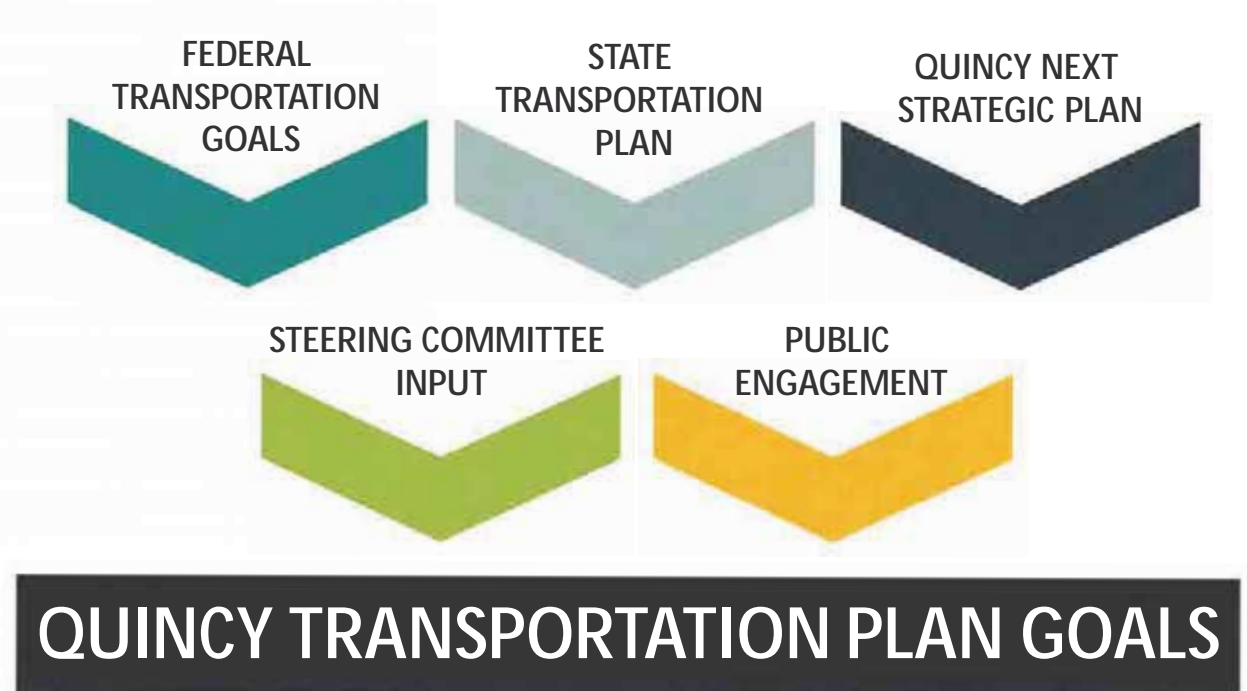 FEDERAL
TRANSPORTATION
GOALS
STATE
TRANSPORTATION
PLAN
QUINCY NEXT
STRATEGIC PLAN
STEERING COMMITTEE
INPUT
PUBLIC
ENGAGEMENT
QUINCY TRANSPORTATION PLAN GOALS